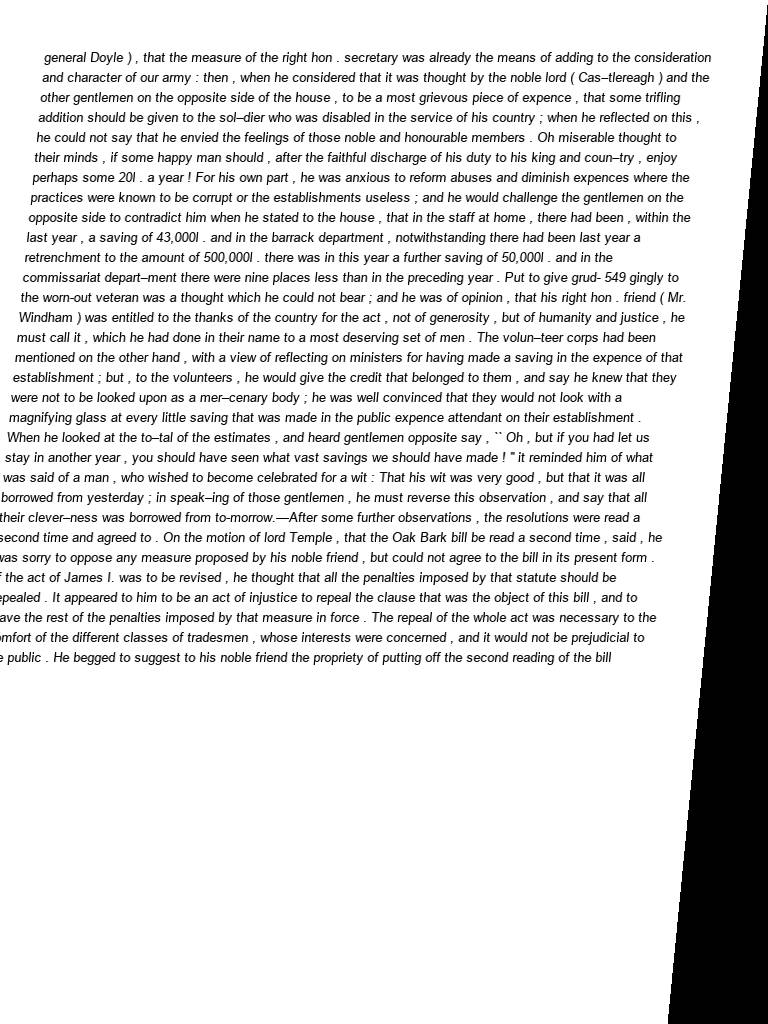 general Doyle ) , that the measure of the right hon . secretary was already the means of adding to the consideration
and character of our army : then , when he considered that it was thought by the noble lord ( Cas–tlereagh ) and the
other gentlemen on the opposite side of the house , to be a most grievous piece of expence , that some trifling
addition should be given to the sol–dier who was disabled in the service of his country ; when he reflected on this ,
he could not say that he envied the feelings of those noble and honourable members . Oh miserable thought to
their minds , if some happy man should , after the faithful discharge of his duty to his king and coun–try , enjoy
perhaps some 20l . a year ! For his own part , he was anxious to reform abuses and diminish expences where the
practices were known to be corrupt or the establishments useless ; and he would challenge the gentlemen on the
opposite side to contradict him when he stated to the house , that in the staff at home , there had been , within the
last year , a saving of 43,000l . and in the barrack department , notwithstanding there had been last year a
retrenchment to the amount of 500,000l . there was in this year a further saving of 50,000l . and in the
commissariat depart–ment there were nine places less than in the preceding year . Put to give grud- 549 gingly to
the worn-out veteran was a thought which he could not bear ; and he was of opinion , that his right hon . friend ( Mr.
Windham ) was entitled to the thanks of the country for the act , not of generosity , but of humanity and justice , he
must call it , which he had done in their name to a most deserving set of men . The volun–teer corps had been
mentioned on the other hand , with a view of reflecting on ministers for having made a saving in the expence of that
establishment ; but , to the volunteers , he would give the credit that belonged to them , and say he knew that they
were not to be looked upon as a mer–cenary body ; he was well convinced that they would not look with a
magnifying glass at every little saving that was made in the public expence attendant on their establishment .
When he looked at the to–tal of the estimates , and heard gentlemen opposite say , `` Oh , but if you had let us
stay in another year , you should have seen what vast savings we should have made ! " it reminded him of what
was said of a man , who wished to become celebrated for a wit : That his wit was very good , but that it was all
borrowed from yesterday ; in speak–ing of those gentlemen , he must reverse this observation , and say that all
their clever–ness was borrowed from to-morrow.—After some further observations , the resolutions were read a
second time and agreed to . On the motion of lord Temple , that the Oak Bark bill be read a second time , said , he
was sorry to oppose any measure proposed by his noble friend , but could not agree to the bill in its present form .
the act of James I. was to be revised , he thought that all the penalties imposed by that statute should be
epealed . It appeared to him to be an act of injustice to repeal the clause that was the object of this bill , and to
ave the rest of the penalties imposed by that measure in force . The repeal of the whole act was necessary to the
mfort of the different classes of tradesmen , whose interests were concerned , and it would not be prejudicial to
public . He begged to suggest to his noble friend the propriety of putting off the second reading of the bill